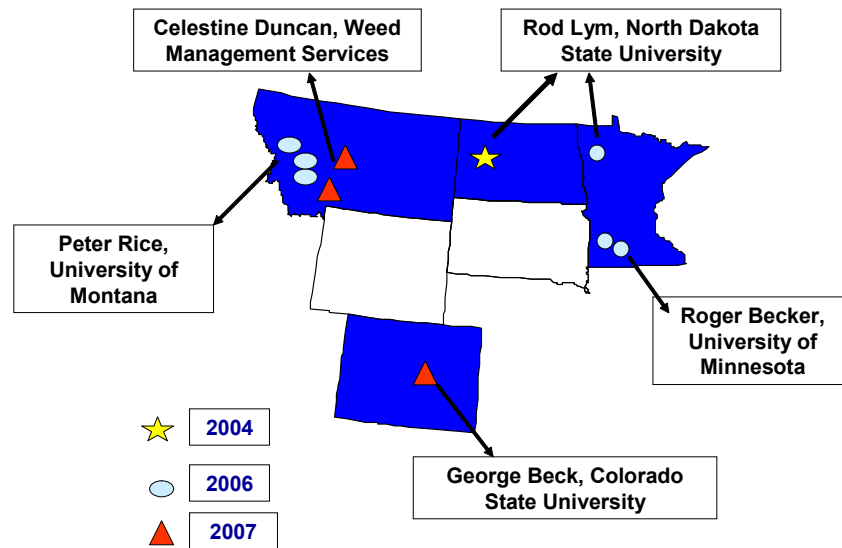 Celestine Duncan, Weed
Management Services
Rod Lym, North Dakota
State University
Peter Rice,
University of
Montana
Roger Becker,
University of
Minnesota
George Beck, Colorado
State University
2004
2006
2007